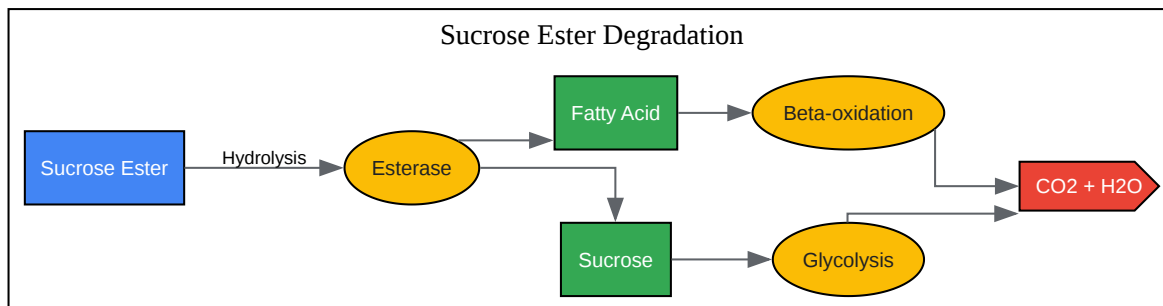 Sucrose Ester Degradation
Sucrose Ester
Hydrolysis
Esterase
Fatty Acid
Beta-oxidation
Sucrose
Glycolysis
CO2 + H2O